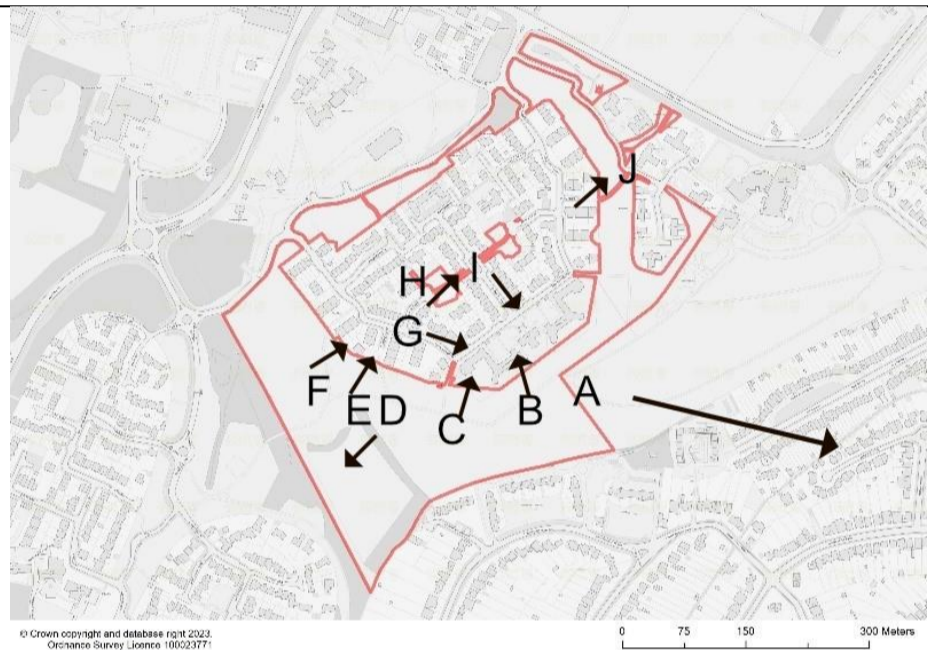 J
H I
G
F E D C B A
© Crown copyright and database right 2023.
Ordnance Survey Licence 100023771
0 75 150 300 Meters